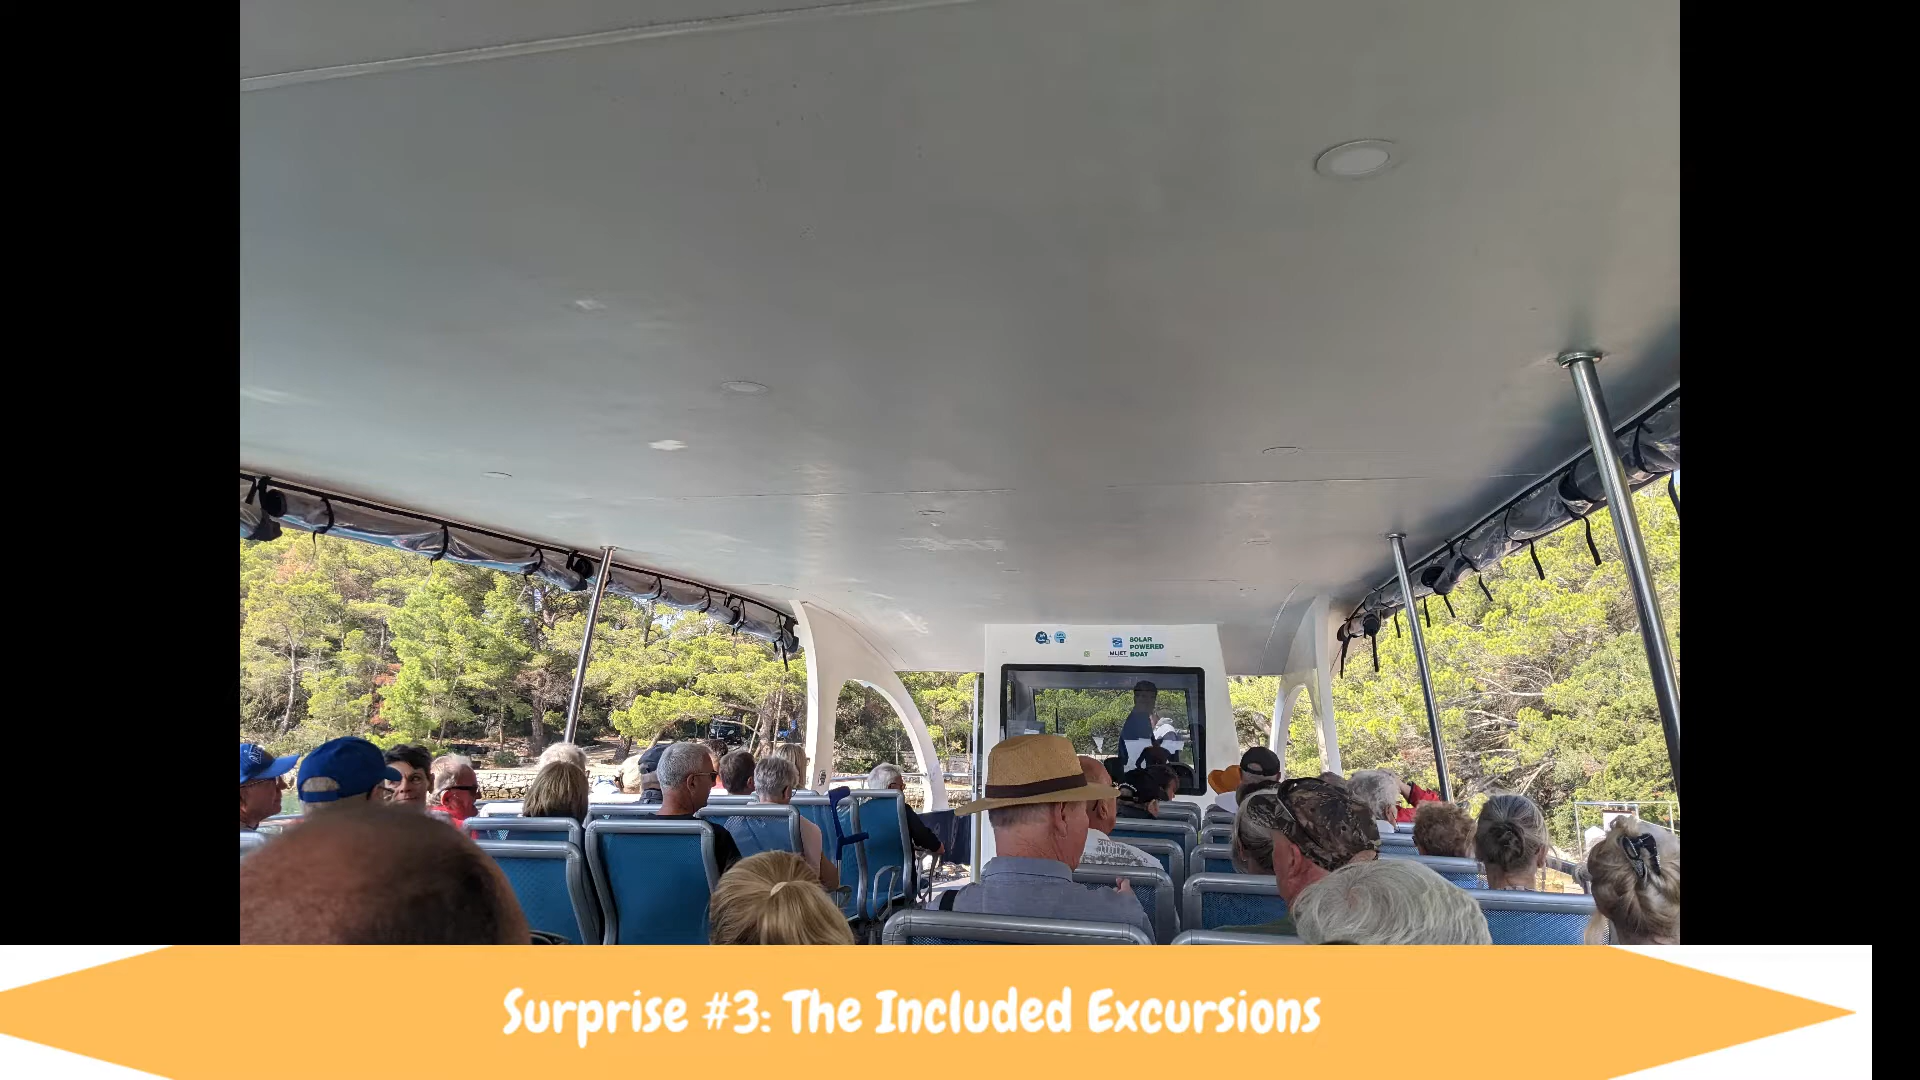 SOLAR
POWERED
MLJET BOAT
Surprise #3: The Included Excursions